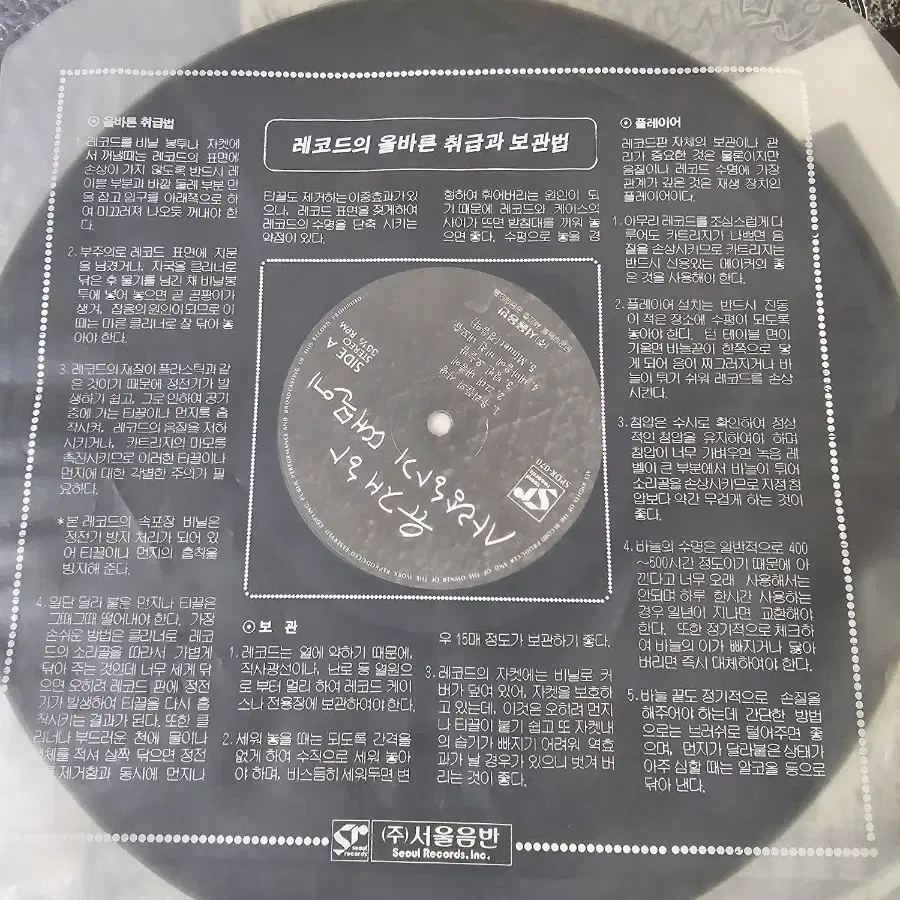 레코드의 올바른 취급과 보관법
⊙ 올바른 취급법
1. 레코드를 비닐 봉투나 자켓에
서 꺼낼때는 레코드의 표면에
손상이 가지 않도록 반드시 레
이블 부분과 바깥 둘레 부분 만
을 잡고 입구를 아래쪽으로 하
여 미끄러져 나오듯 꺼내야 한
다.
2. 부주의로 레코드 표면에 지문
을 남겼거나, 자국을 클리너로
닦은 후 물기를 남긴 채 비닐봉
투에 넣어 놓으면 곧 곰팡이가
생겨, 잡음의 원인이 되므로 이
때는 마른 클리너로 잘 닦아 놓
아야 한다.
3. 레코드의 재질이 플라스틱과 같
은 것이기 때문에 정전기가 발
생하기 쉽고, 그로 인하여 공기
중에 가는 티끌이나 먼지를 흡
착시켜, 레코드의 음질을 저하
시키거나, 카트리지의 마모를
촉진시키므로 이러한 티끌이나
먼지에 대한 각별한 주의가 필
요하다.
*본 레코드의 속포장 비닐은
정전기 방지 처리가 되어 있
어 티끌이나 먼지의 흡착을
방지해 준다.
4. 일단 달라 붙은 먼지나 티끌은
그때그때 떨어내야 한다. 가장
손쉬운 방법은 클리너로 레코
드의 소리골을 따라서 가볍게
닦아 주는 것인데 너무 세게 닦
으면 오히려 레코드 판에 정전
기가 발생하여 티끌을 다시 흡
착시키는 결과가 된다. 또한 클
리너나 부드러운 천에 물이나
액체를 적셔 살짝 닦으면 정전
를 제거함과 동시에 먼지나
티끌도 제거하는 이중효과가 있
으나, 레코드 표면을 젖게하여
레코드의 수명을 단축 시키는
약점이 있다.
⊙ 보 관
1. 레코드는 열에 약하기 때문에,
직사광선이나, 난로 등 열원으
로 부터 멀리 하여 레코드 케이
스나 전용장에 보관하여야 한다.
2. 세워 놓을 때는 되도록 간격을
없게 하여 수직으로 세워 놓아
야 하며, 비스듬히 세워두면 변
형하여 휘어버리는 원인이 되
기 때문에 레코드와 케이스의
사이가 뜨면 받침대를 끼워 놓
으면 좋다. 수평으로 놓을 경
우 15매 정도가 보관하기 좋다.
3. 레코드의 자켓에는 비닐로 커
버가 덮여 있어, 자켓을 보호하
고 있는데, 이것은 오히려 먼지
나 티끌이 붙기 쉽고 또 자켓내
의 습기가 빠지기 어려워 역효
과가 날 경우가 있으니 벗겨 버
리는 것이 좋다.
⊙ 플레이어
레코드판 자체의 보관이나 관
리가 중요한 것은 물론이지만
음질이나 레코드 수명에 가장
관계가 깊은 것은 재생 장치인
플레이어이다.
1. 아무리 레코드를 조심스럽게 다
루어도 카트리지가 나쁘면 음
질을 손상시키므로 카트리지는
반드시 신용있는 메이커의 좋
은 것을 사용해야 한다.
2. 플레이어 설치는 반드시 진동
이 적은 장소에 수평이 되도록
놓아야 한다. 턴 테이블 면이
기울면 바늘끝이 한쪽으로 닿
게 되어 음이 찌그러지거나 바
늘이 튀기 쉬워 레코드를 손상
시킨다.
3. 침압은 수시로 확인하여 정상
적인 침압을 유지하여야 하며
침압이 너무 가벼우면 녹음 레
벨이 큰 부분에서 바늘이 튀어
소리골을 손상시키므로 지정 침
압보다 약간 무겁게 하는 것이
좋다.
4. 바늘의 수명은 일반적으로 400
~600시간 정도이기 때문에 아
낀다고 너무 오래 사용해서는
안되며 하루 한시간 사용하는
경우 일년이 지나면 교환해야
한다. 또한 정기적으로 체크하
여 바늘의 이가 빠지거나 닳아
버리면 즉시 대체하여야 한다.
5. 바늘 끝도 정기적으로 손질을
해주어야 하는데 간단한 방법
으로는 브러쉬로 털어주면 좋
으며, 먼지가 달라붙은 상태가
아주 심할 때는 알코올 등으로
닦아 낸다.
SIDE A
STEREO
33⅓ RPM
유재하
사랑하기 때문에
SPDR-070
(주)서울음반
sr
seoul
records
(주)서울음반
Seoul Records, Inc.